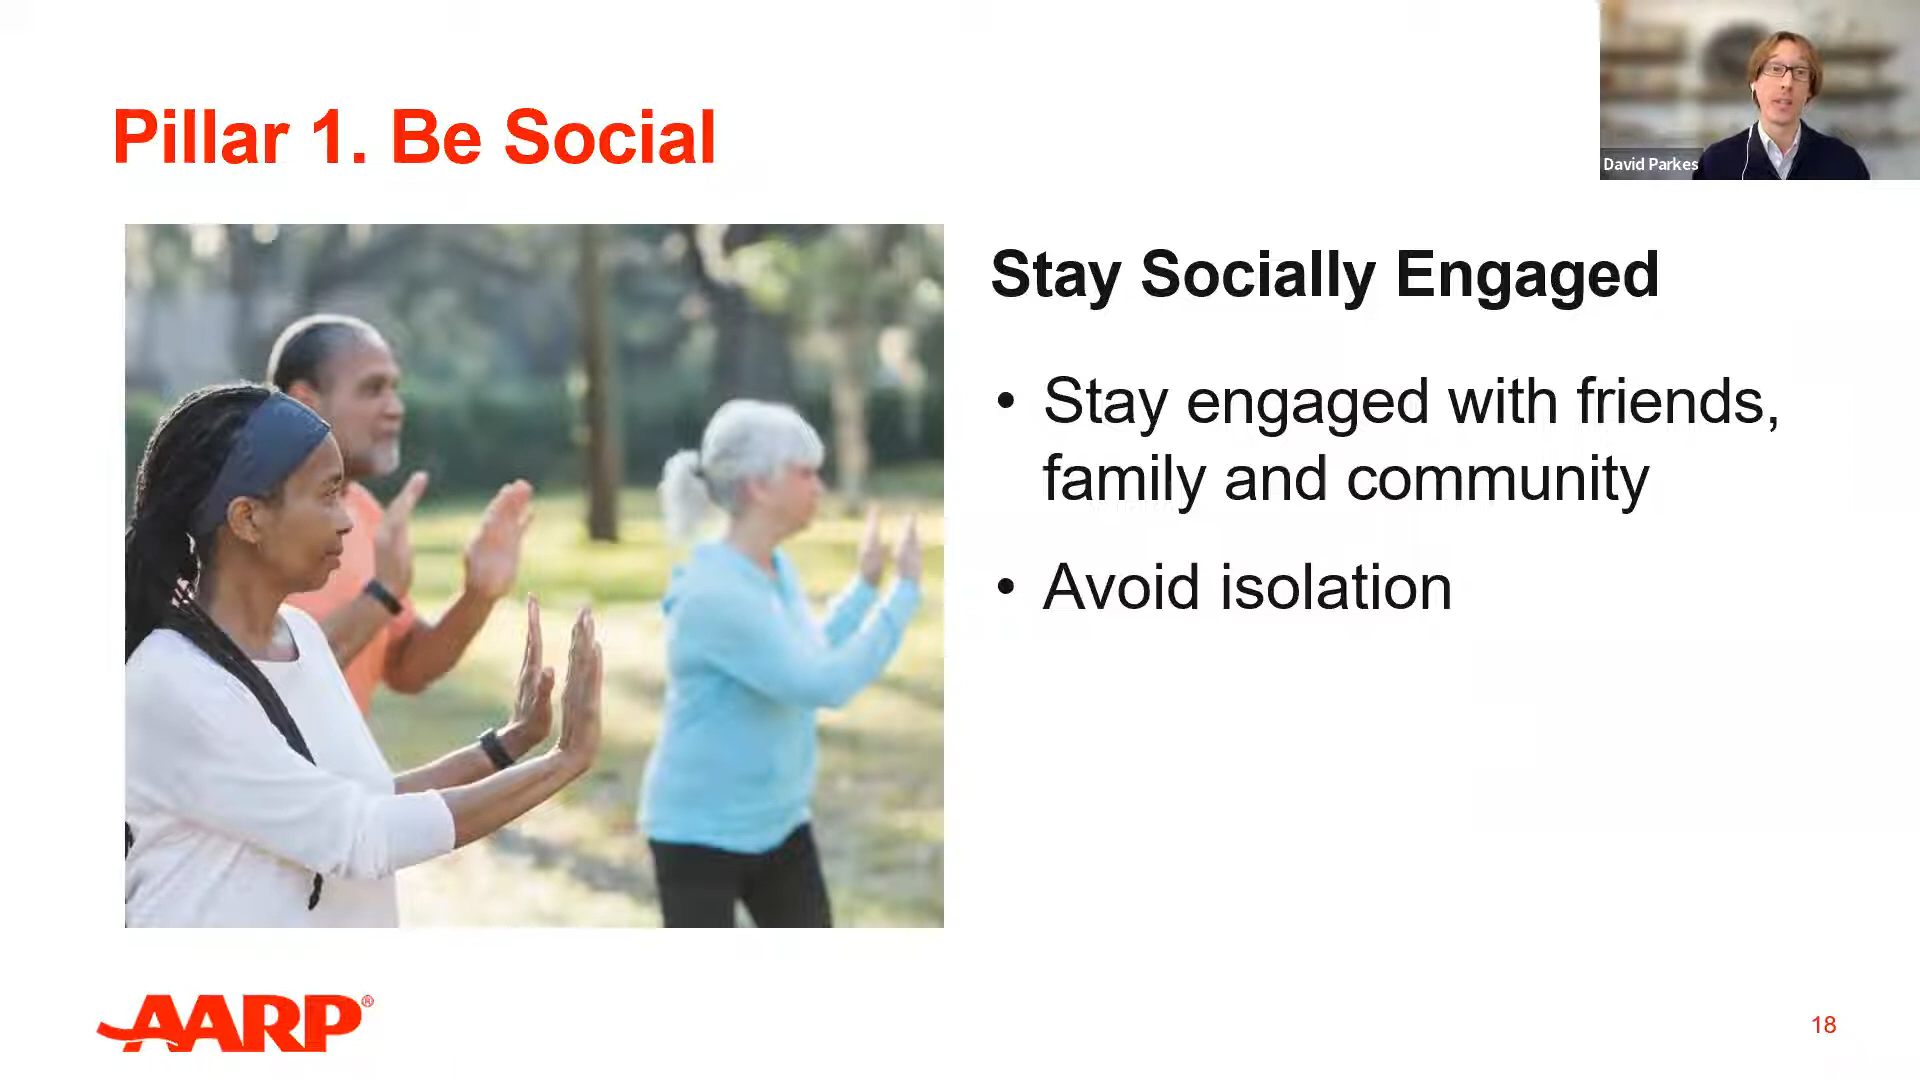 Pillar 1. Be Social
David Parkes
Stay Socially Engaged
• Stay engaged with friends,
family and community
• Avoid isolation
AARP®
18